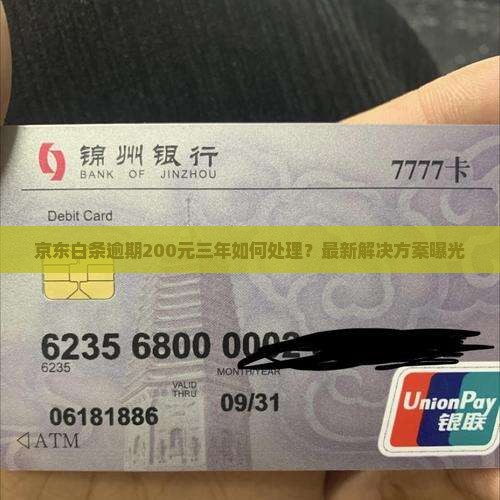 锦州银行
BANK OF JINZHOU
7777卡
Debit Card
京东白条逾期200元三年如何处理？最新解决方案曝光
6235 6800 0002
6235
MONTH/YEAR
VALID THRU 09/31
06181886
UnionPay
银联
ATM